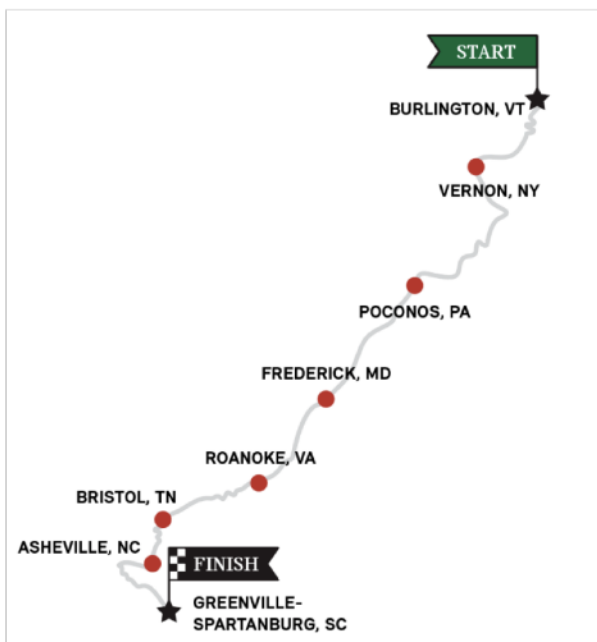 START
BURLINGTON, VT
VERNON, NY
POCONOS, PA
FREDERICK, MD
ROANOKE, VA
BRISTOL, TN
ASHEVILLE, NC
FINISH
GREENVILLE-
SPARTANBURG, SC